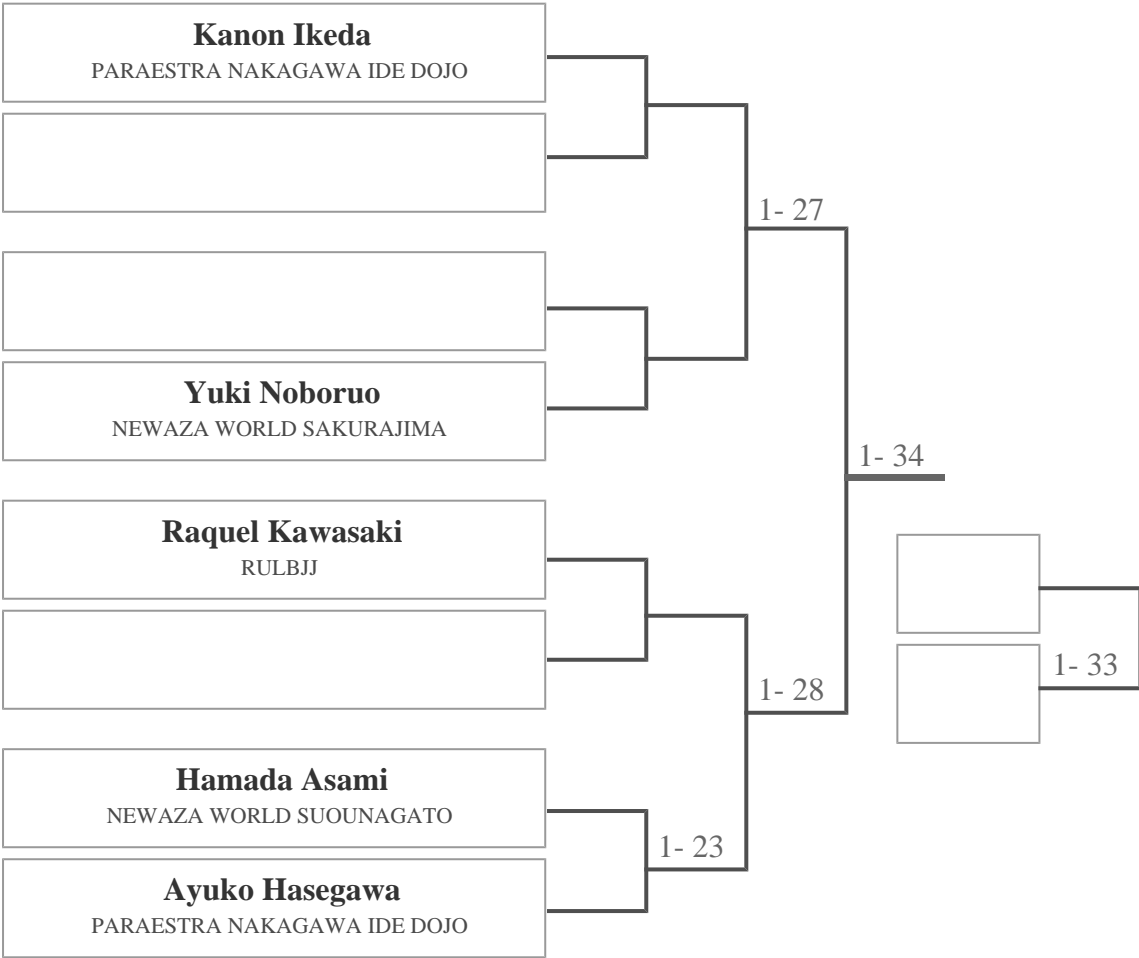 Kanon Ikeda
PARAESTRA NAKAGAWA IDE DOJO
1- 27
Yuki Noboruo
NEWAZA WORLD SAKURAJIMA
1- 34
Raquel Kawasaki
RULBJJ
1- 33
1- 28
Hamada Asami
NEWAZA WORLD SUOUNAGATO
1- 23
Ayuko Hasegawa
PARAESTRA NAKAGAWA IDE DOJO